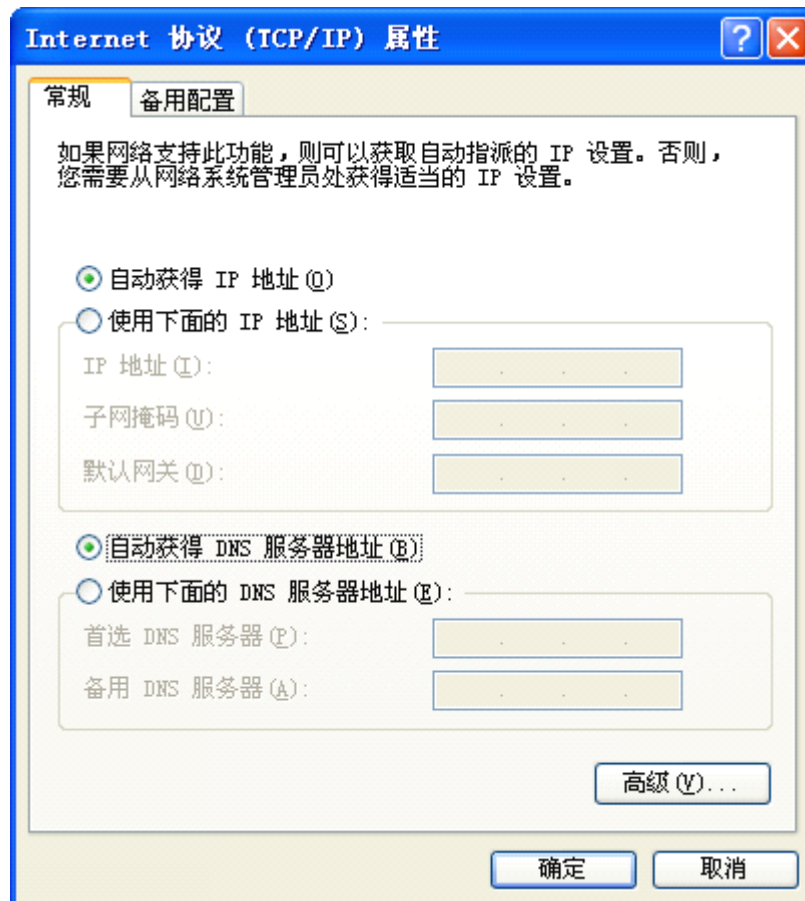 Internet 协议 (TCP/IP) 属性
常规 备用配置
如果网络支持此功能，则可以获取自动指派的 IP 设置。否则，
您需要从网络系统管理员处获得适当的 IP 设置。
自动获得 IP 地址(O)
使用下面的 IP 地址(S):
IP 地址(I):
子网掩码(U):
默认网关(D):
自动获得 DNS 服务器地址(B)
使用下面的 DNS 服务器地址(E):
首选 DNS 服务器(P):
备用 DNS 服务器(A):
高级(V)...
确定 取消